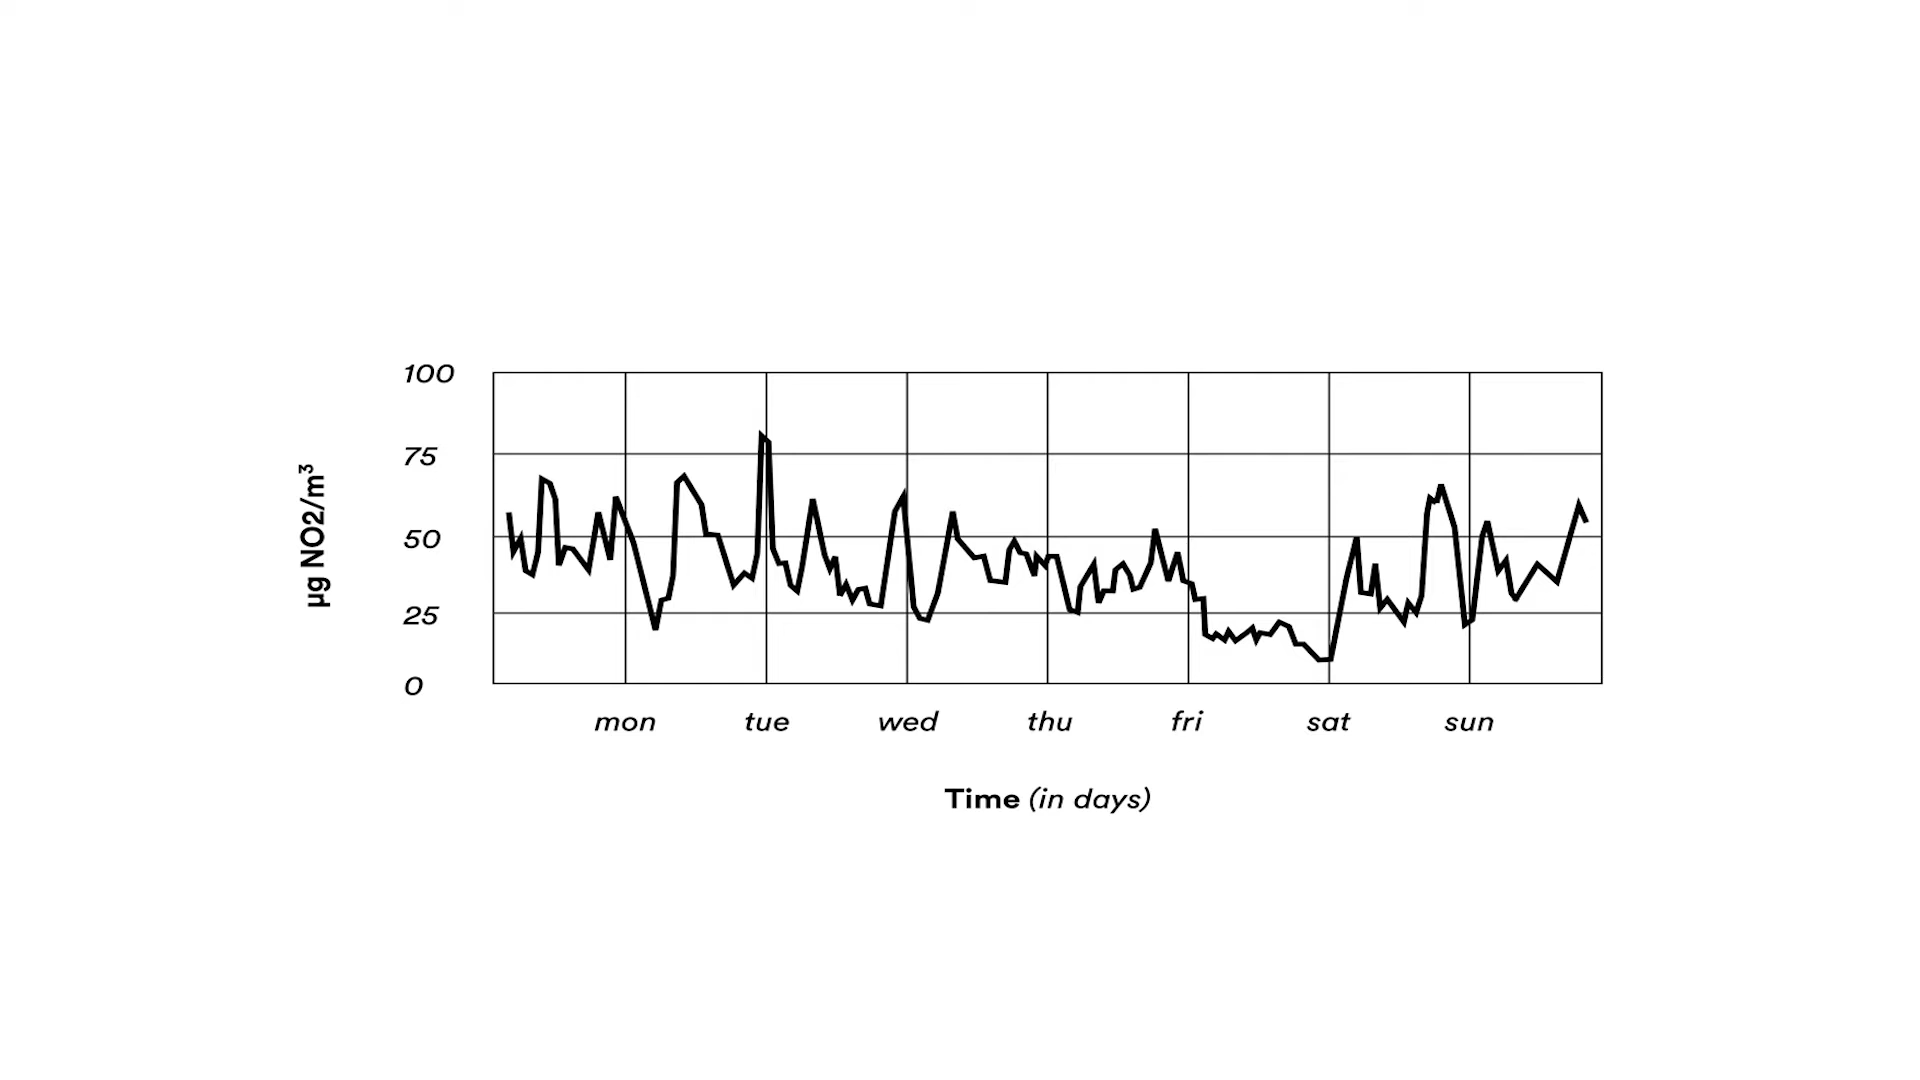 100
75
50
25
0
µg NO2/m³
mon tue wed thu fri sat sun
Time (in days)